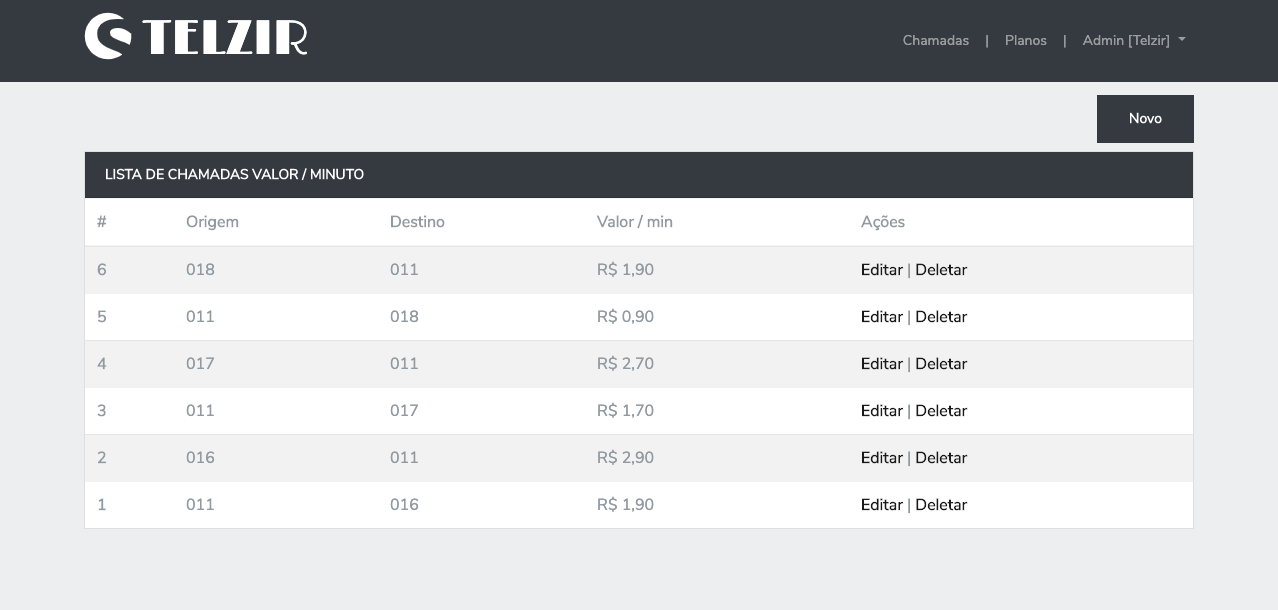 TELZIR
Chamadas | Planos | Admin [Telzir]
Novo
LISTA DE CHAMADAS VALOR / MINUTO
# Origem Destino Valor / min Ações
6 018 011 R$ 1,90 Editar | Deletar
5 011 018 R$ 0,90 Editar | Deletar
4 017 011 R$ 2,70 Editar | Deletar
3 011 017 R$ 1,70 Editar | Deletar
2 016 011 R$ 2,90 Editar | Deletar
1 011 016 R$ 1,90 Editar | Deletar